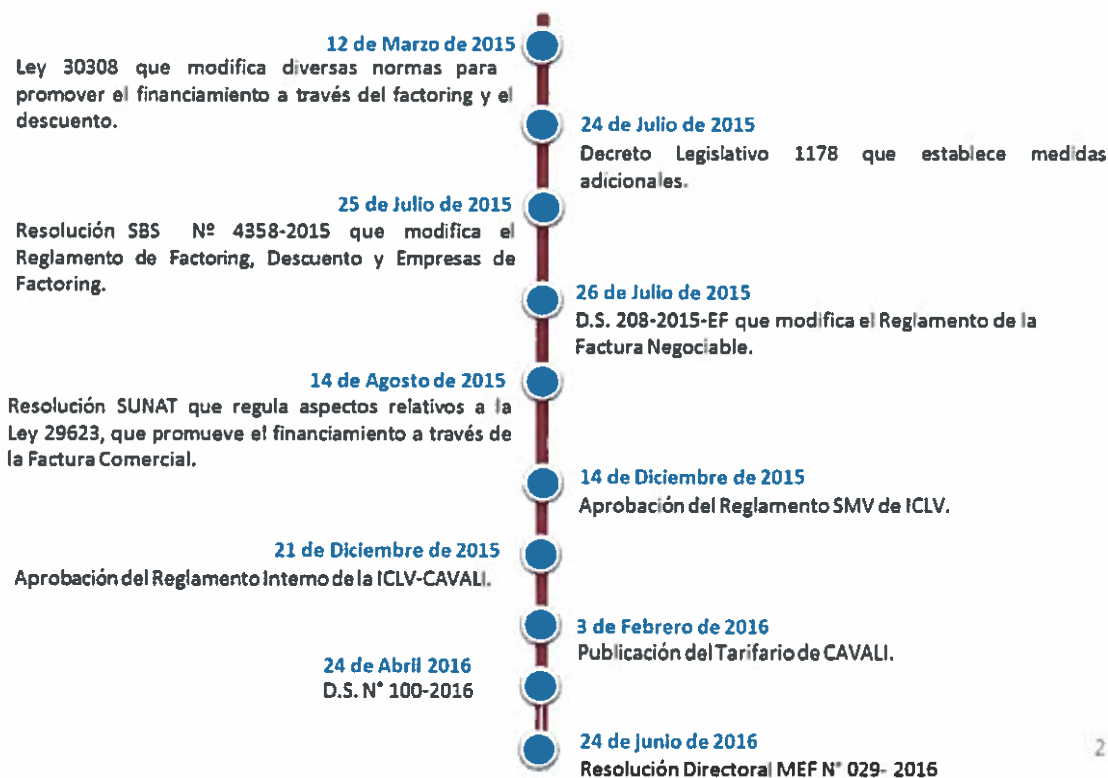 12 de Marzo de 2015
Ley 30308 que modifica diversas normas para
promover el financiamiento a través del factoring y el
descuento.
24 de Julio de 2015
Decreto Legislativo 1178 que establece medidas
adicionales.
25 de Julio de 2015
Resolución SBS Nº 4358-2015 que modifica el
Reglamento de Factoring, Descuento y Empresas de
Factoring.
26 de Julio de 2015
D.S. 208-2015-EF que modifica el Reglamento de la
Factura Negociable.
14 de Agosto de 2015
Resolución SUNAT que regula aspectos relativos a la
Ley 29623, que promueve el financiamiento a través de
la Factura Comercial.
14 de Diciembre de 2015
Aprobación del Reglamento SMV de ICLV.
21 de Diciembre de 2015
Aprobación del Reglamento Interno de la ICLV-CAVALI.
3 de Febrero de 2016
Publicación del Tarifario de CAVALI.
24 de Abril 2016
D.S. N° 100-2016
24 de Junio de 2016
Resolución Directoral MEF N° 029- 2016
2